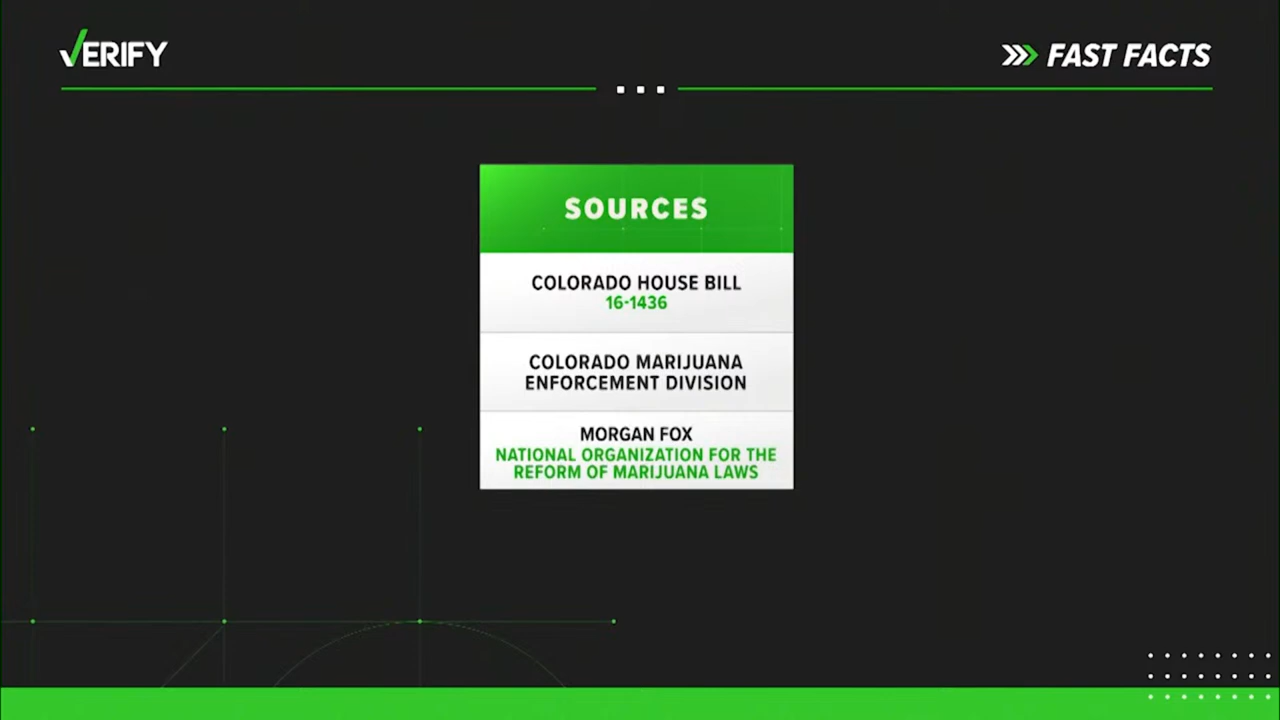 VERIFY
FAST FACTS
SOURCES
COLORADO HOUSE BILL
16-1436
COLORADO MARIJUANA
ENFORCEMENT DIVISION
MORGAN FOX
NATIONAL ORGANIZATION FOR THE
REFORM OF MARIJUANA LAWS